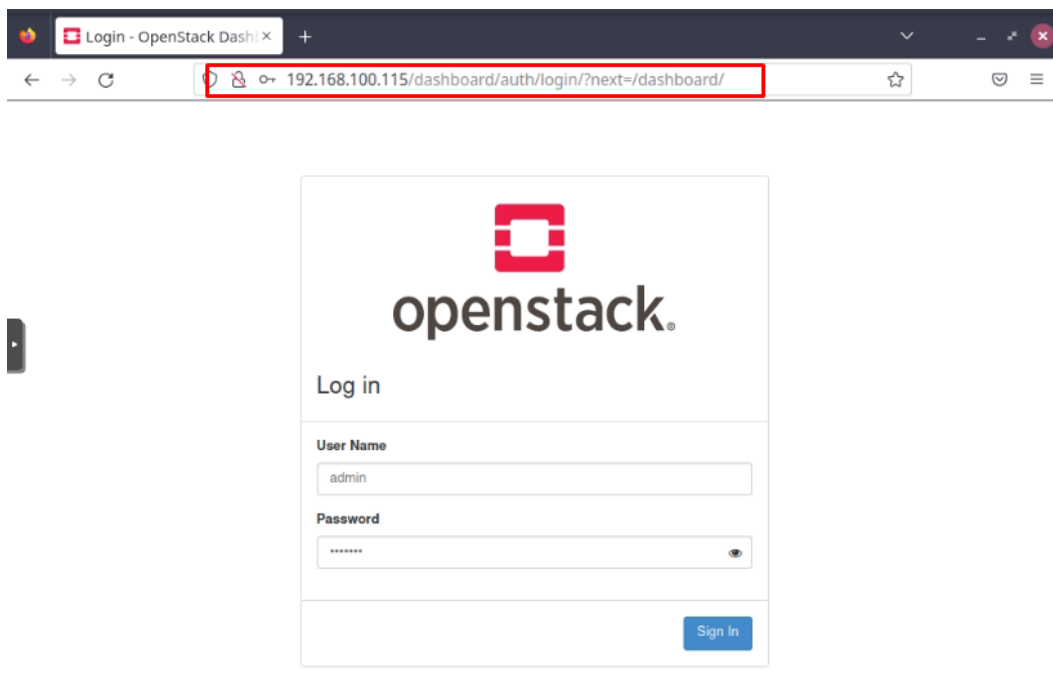 Login - OpenStack Dash
192.168.100.115/dashboard/auth/login/?next=/dashboard/
openstack.
Log in
User Name
admin
Password
•••••••
Sign In